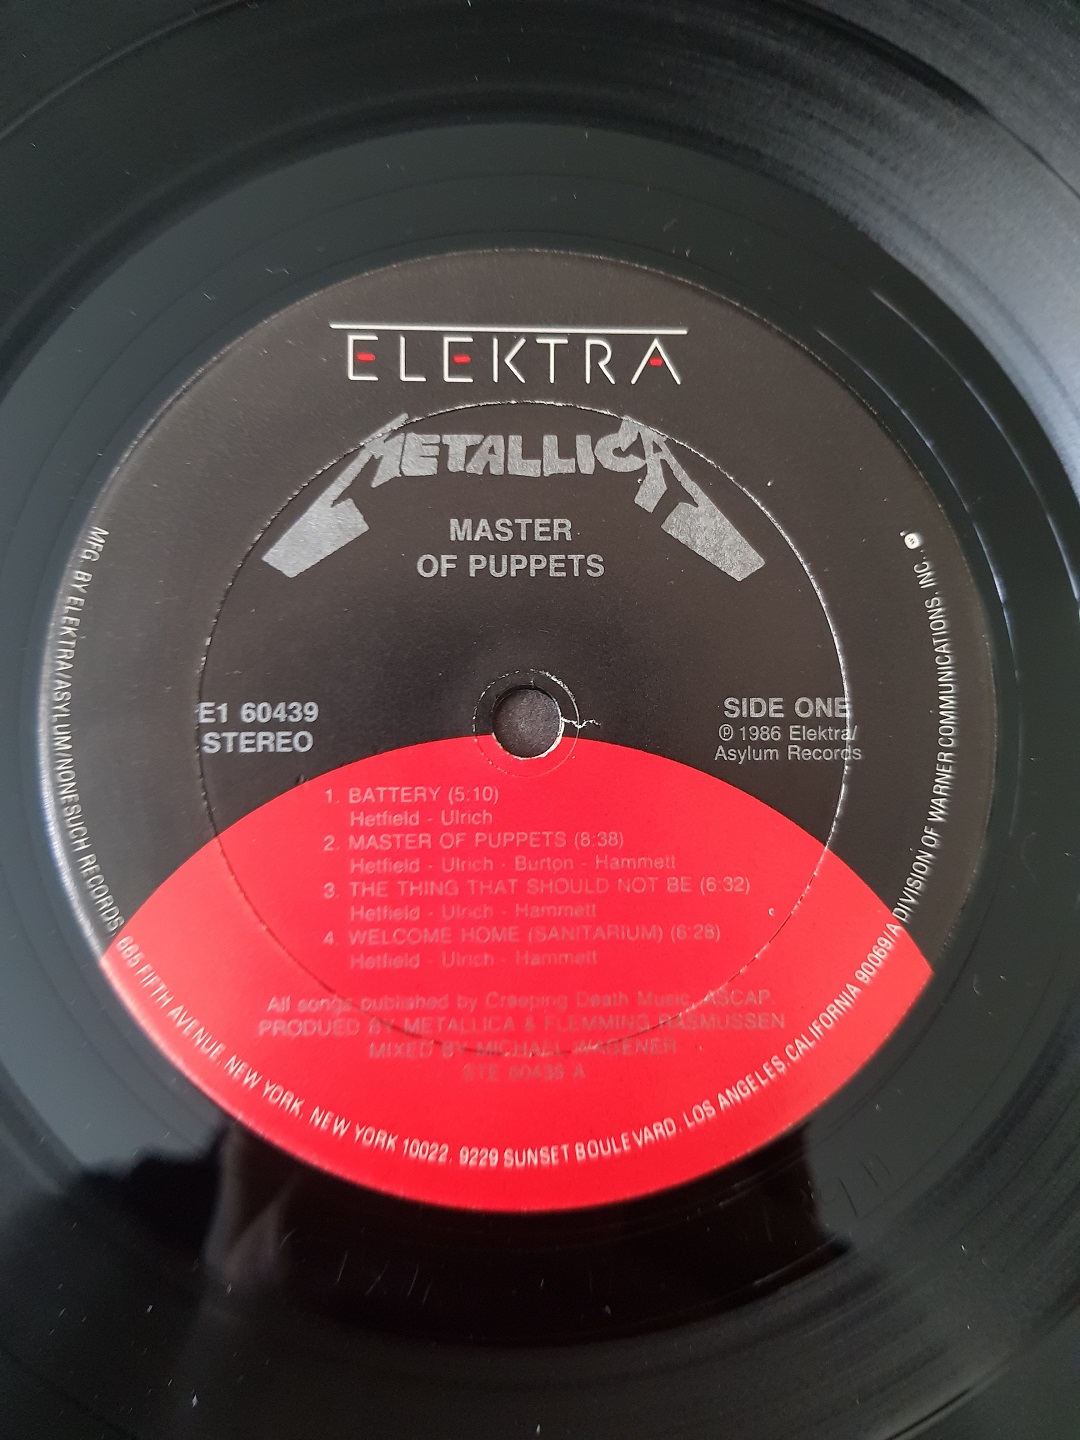 ELEKTRA
METALLICA
MASTER
OF PUPPETS
E1 60439
STEREO
SIDE ONE
℗ 1986 Elektra/
Asylum Records
1. BATTERY (5:10)
Hetfield - Ulrich
2. MASTER OF PUPPETS (8:38)
Hetfield - Ulrich - Burton - Hammett
3. THE THING THAT SHOULD NOT BE (6:32)
Hetfield - Ulrich - Hammett
4. WELCOME HOME (SANITARIUM) (6:28)
Hetfield - Ulrich - Hammett
All songs published by Creeping Death Music, ASCAP.
PRODUED BY METALLICA & FLEMMING RASMUSSEN
MIXED BY MICHAEL WAGENER
A
MFG. BY ELEKTRA/ASYLUM/NONESUCH RECORDS, 665 FIFTH AVENUE, NEW YORK, NEW YORK 10022. 9229 SUNSET BOULEVARD, LOS ANGELES, CALIFORNIA 90069/A DIVISION OF WARNER COMMUNICATIONS, INC.